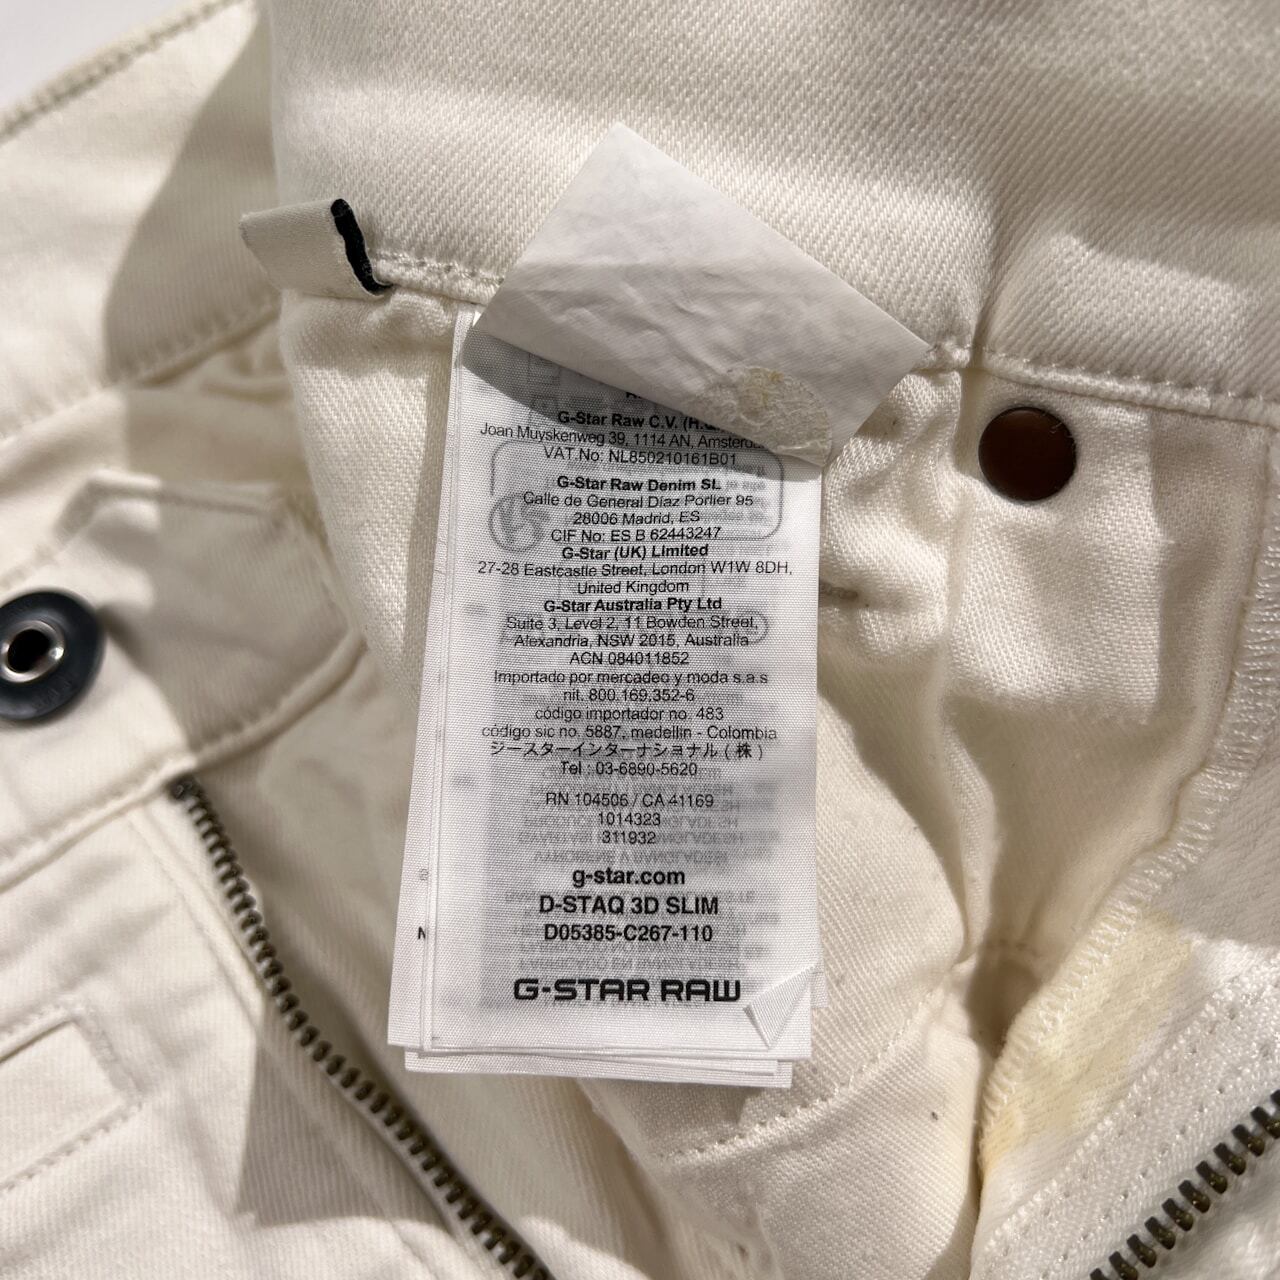 G-Star Raw C.V. (H.Q.
Joan Muyskenweg 39, 1114 AN, Amsterda
VAT.No: NL850210161B01
G-Star Raw Denim SL
Calle de General Díaz Porlier 95
28006 Madrid, ES
CIF No: ES B 62443247
G-Star (UK) Limited
27-28 Eastcastle Street, London W1W 8DH,
United Kingdom
G-Star Australia Pty Ltd
Suite 3, Level 2, 11 Bowden Street,
Alexandria, NSW 2015, Australia
ACN 084011852
Importado por mercadeo y moda s.a.s
nit. 800.169.352-6
código importador no. 483
código sic no. 5887, medellin - Colombia
ジースターインターナショナル(株)
Tel : 03-6890-5620
RN 104506 / CA 41169
1014323
311932
g-star.com
D-STAQ 3D SLIM
D05385-C267-110
G-STAR RAW